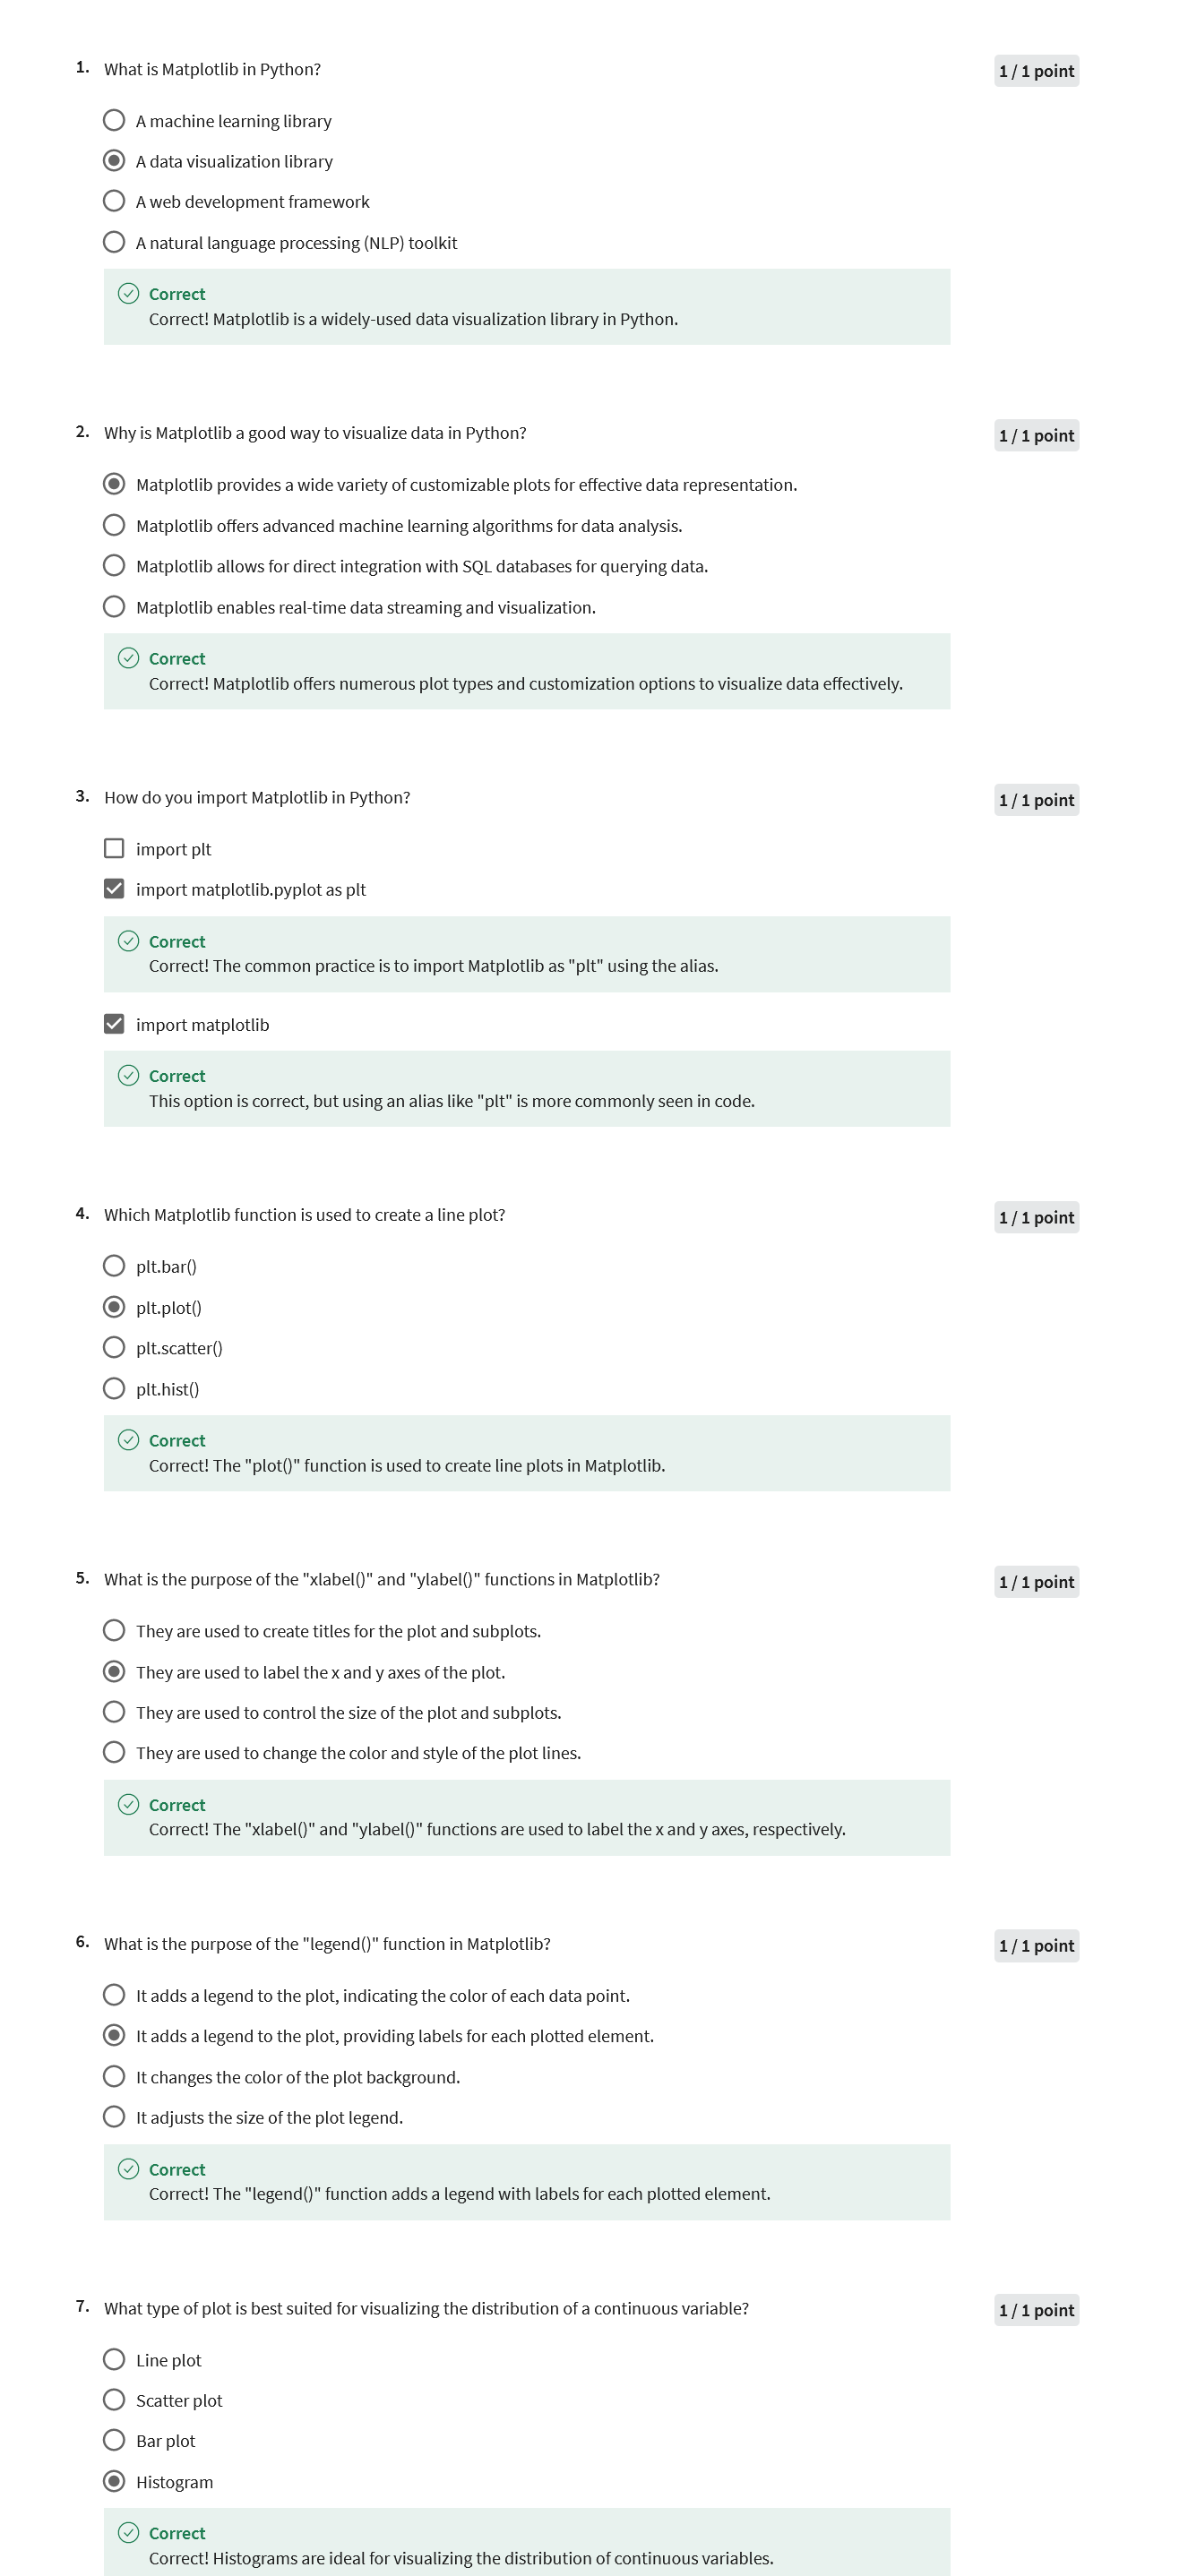 1. What is Matplotlib in Python?
1 / 1 point
A machine learning library
A data visualization library
A web development framework
A natural language processing (NLP) toolkit
Correct
Correct! Matplotlib is a widely-used data visualization library in Python.
2. Why is Matplotlib a good way to visualize data in Python?
1 / 1 point
Matplotlib provides a wide variety of customizable plots for effective data representation.
Matplotlib offers advanced machine learning algorithms for data analysis.
Matplotlib allows for direct integration with SQL databases for querying data.
Matplotlib enables real-time data streaming and visualization.
Correct
Correct! Matplotlib offers numerous plot types and customization options to visualize data effectively.
3. How do you import Matplotlib in Python?
1 / 1 point
import plt
import matplotlib.pyplot as plt
Correct
Correct! The common practice is to import Matplotlib as "plt" using the alias.
import matplotlib
Correct
This option is correct, but using an alias like "plt" is more commonly seen in code.
4. Which Matplotlib function is used to create a line plot?
1 / 1 point
plt.bar()
plt.plot()
plt.scatter()
plt.hist()
Correct
Correct! The "plot()" function is used to create line plots in Matplotlib.
5. What is the purpose of the "xlabel()" and "ylabel()" functions in Matplotlib?
1 / 1 point
They are used to create titles for the plot and subplots.
They are used to label the x and y axes of the plot.
They are used to control the size of the plot and subplots.
They are used to change the color and style of the plot lines.
Correct
Correct! The "xlabel()" and "ylabel()" functions are used to label the x and y axes, respectively.
6. What is the purpose of the "legend()" function in Matplotlib?
1 / 1 point
It adds a legend to the plot, indicating the color of each data point.
It adds a legend to the plot, providing labels for each plotted element.
It changes the color of the plot background.
It adjusts the size of the plot legend.
Correct
Correct! The "legend()" function adds a legend with labels for each plotted element.
7. What type of plot is best suited for visualizing the distribution of a continuous variable?
1 / 1 point
Line plot
Scatter plot
Bar plot
Histogram
Correct
Correct! Histograms are ideal for visualizing the distribution of continuous variables.